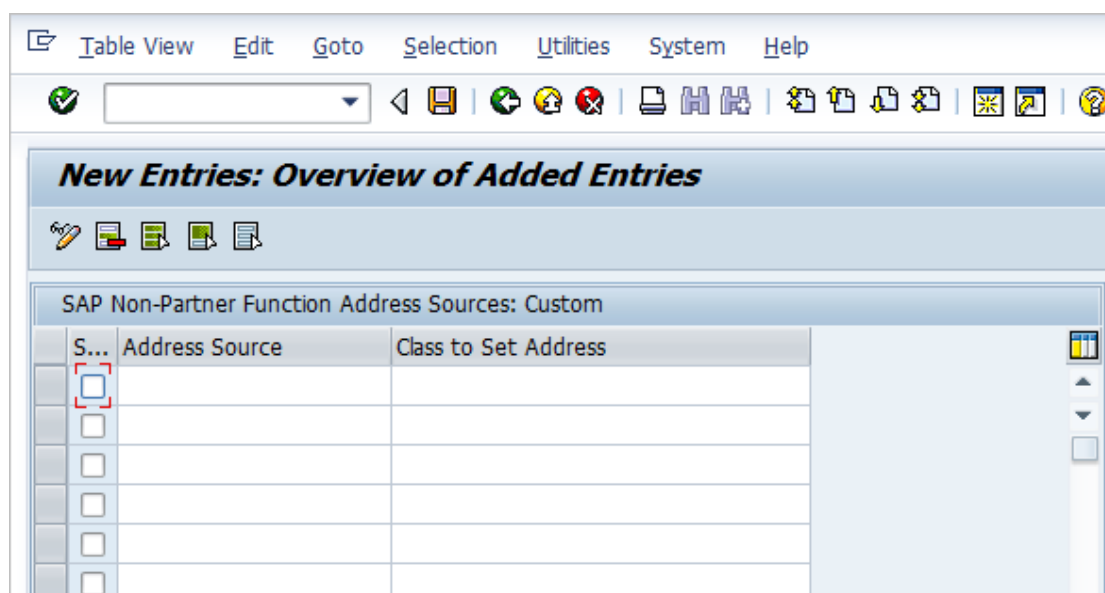 Table View Edit Goto Selection Utilities System Help
New Entries: Overview of Added Entries
SAP Non-Partner Function Address Sources: Custom
S... Address Source Class to Set Address